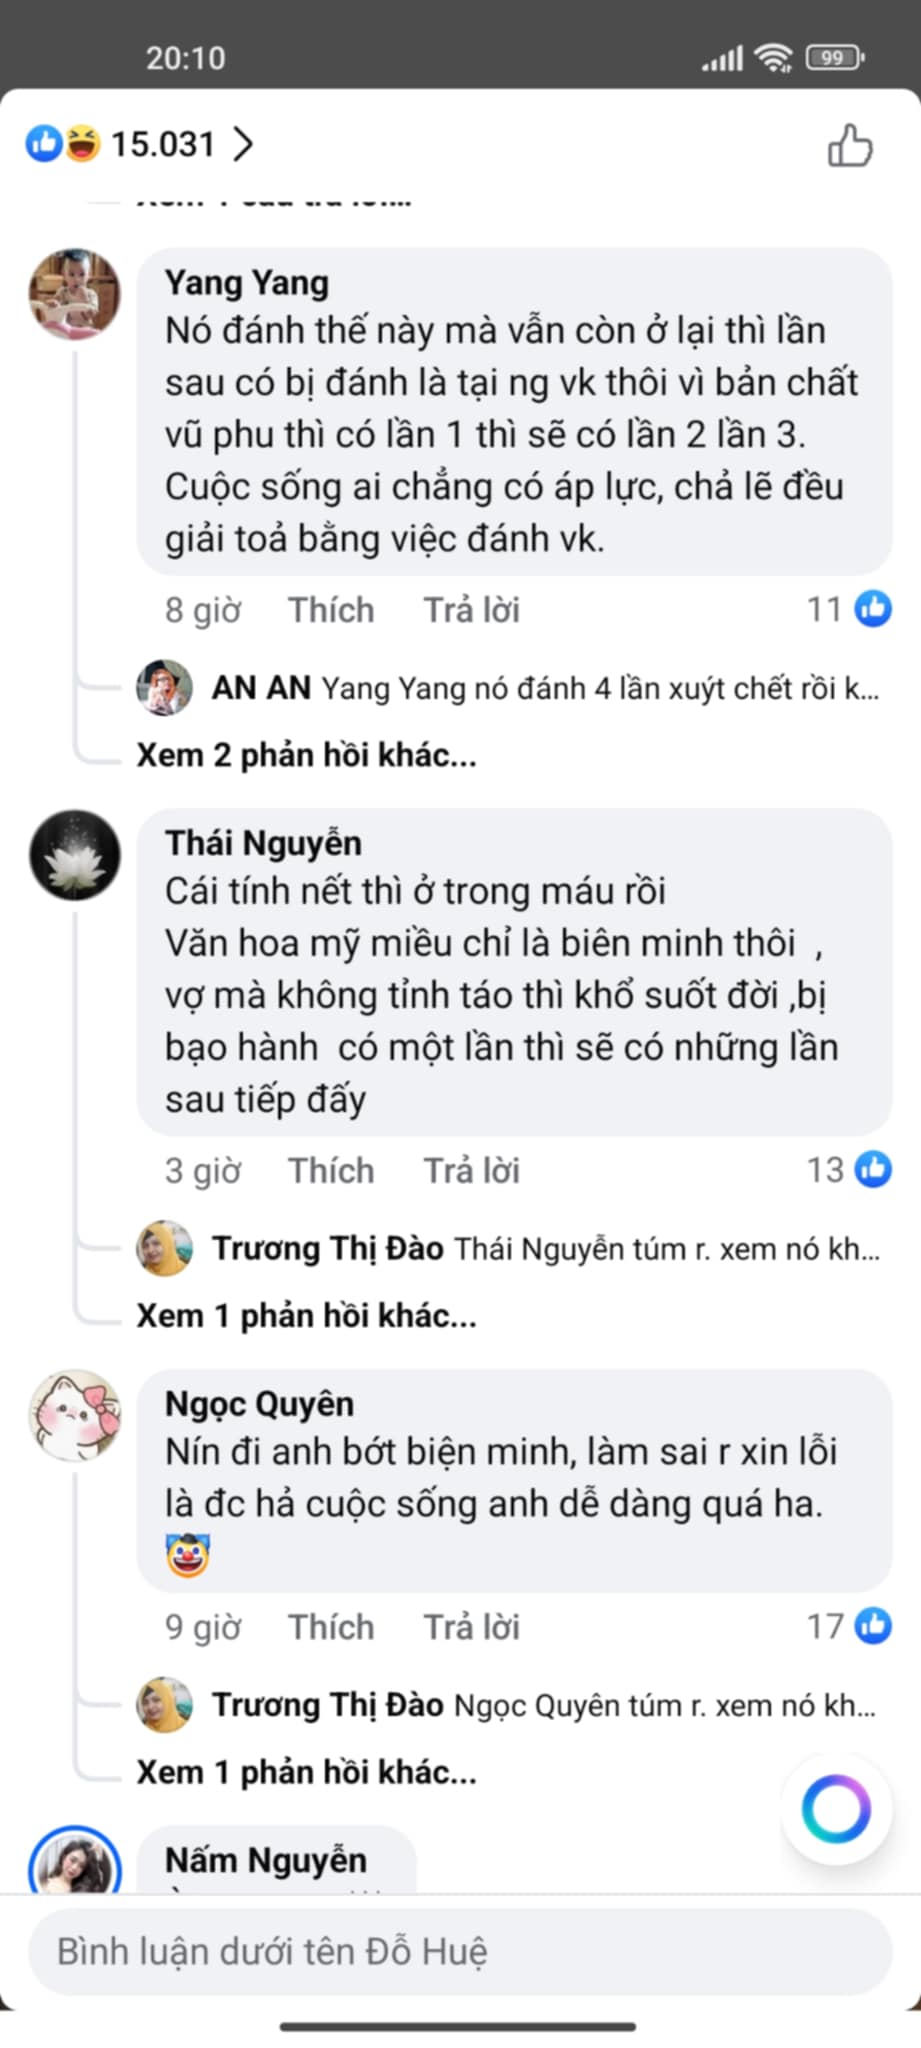 20:10
99
15.031
Yang Yang
Nó đánh thế này mà vẫn còn ở lại thì lần
sau có bị đánh là tại ng vk thôi vì bản chất
vũ phu thì có lần 1 thì sẽ có lần 2 lần 3.
Cuộc sống ai chẳng có áp lực, chả lẽ đều
giải toả bằng việc đánh vk.
8 giờ Thích Trả lời 11
AN AN Yang Yang nó đánh 4 lần xuýt chết rồi k...
Xem 2 phản hồi khác...
Thái Nguyễn
Cái tính nết thì ở trong máu rồi
Văn hoa mỹ miều chỉ là biên minh thôi ,
vợ mà không tỉnh táo thì khổ suốt đời ,bị
bạo hành có một lần thì sẽ có những lần
sau tiếp đấy
3 giờ Thích Trả lời 13
Trương Thị Đào Thái Nguyễn túm r. xem nó kh...
Xem 1 phản hồi khác...
Ngọc Quyên
Nín đi anh bớt biện minh, làm sai r xin lỗi
là đc hả cuộc sống anh dễ dàng quá ha.
9 giờ Thích Trả lời 17
Trương Thị Đào Ngọc Quyên túm r. xem nó kh...
Xem 1 phản hồi khác...
Nấm Nguyễn
Bình luận dưới tên Đỗ Huệ